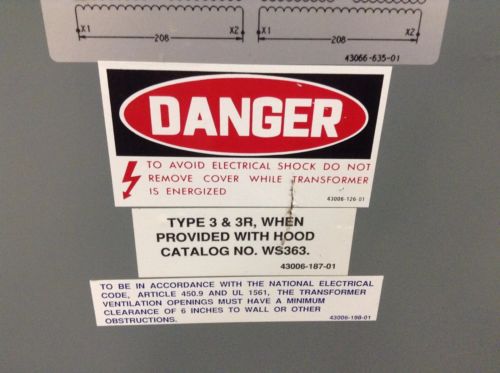 X1 X2 X1 X2
208 208
43066-635-01
DANGER
TO AVOID ELECTRICAL SHOCK DO NOT
REMOVE COVER WHILE TRANSFORMER
IS ENERGIZED
43006-126-01
TYPE 3 & 3R, WHEN
PROVIDED WITH HOOD
CATALOG NO. WS363.
43006-187-01
TO BE IN ACCORDANCE WITH THE NATIONAL ELECTRICAL
CODE, ARTICLE 450.9 AND UL 1561, THE TRANSFORMER
VENTILATION OPENINGS MUST HAVE A MINIMUM
CLEARANCE OF 6 INCHES TO WALL OR OTHER
OBSTRUCTIONS.
43006-198-01